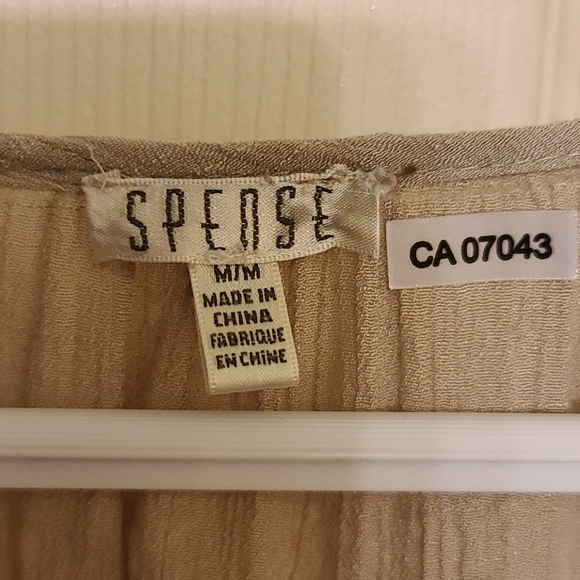 SPENSE
CA 07043
M/M
MADE IN
CHINA
FABRIQUE
EN CHINE